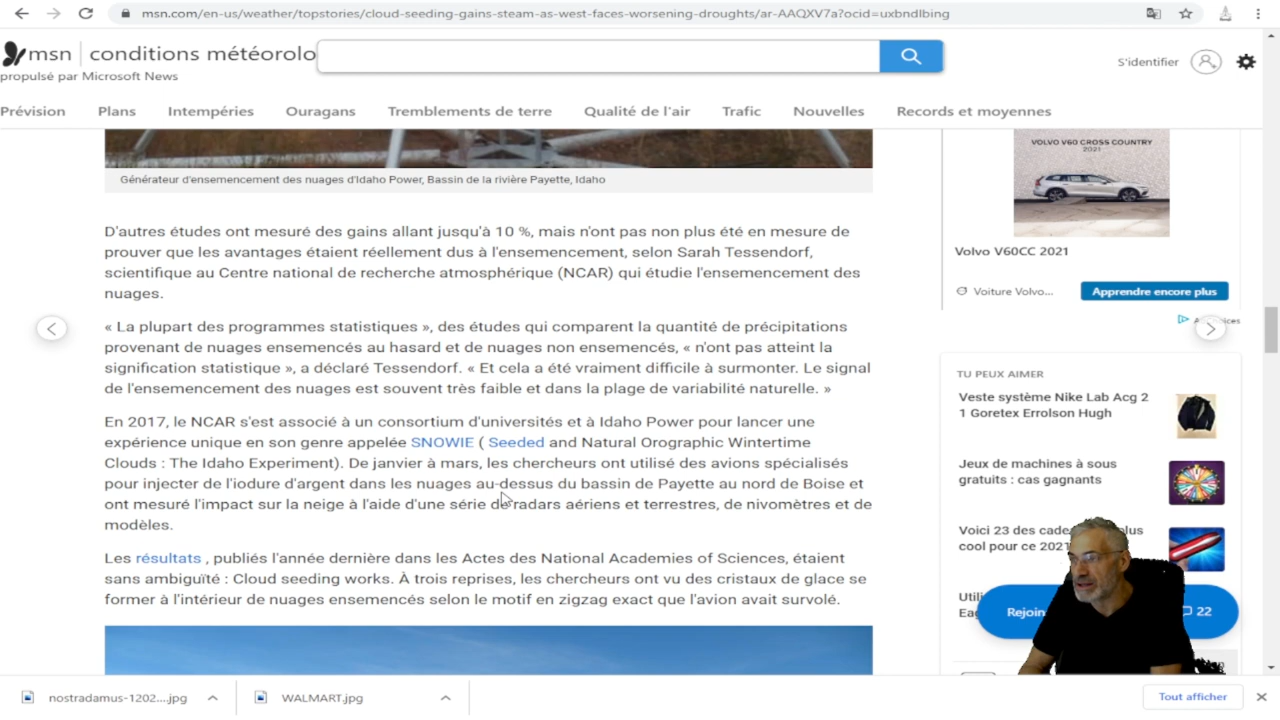 msn.com/en-us/weather/topstories/cloud-seeding-gains-steam-as-west-faces-worsening-droughts/ar-AAQXV7a?ocid=uxbndlbing
msn conditions météorolo
propulsé par Microsoft News
S'identifier
Prévision Plans Intempéries Ouragans Tremblements de terre Qualité de l'air Trafic Nouvelles Records et moyennes
Générateur d'ensemencement des nuages d'Idaho Power, Bassin de la rivière Payette, Idaho
D'autres études ont mesuré des gains allant jusqu'à 10 %, mais n'ont pas non plus été en mesure de
prouver que les avantages étaient réellement dus à l'ensemencement, selon Sarah Tessendorf,
scientifique au Centre national de recherche atmosphérique (NCAR) qui étudie l'ensemencement des
nuages.
« La plupart des programmes statistiques », des études qui comparent la quantité de précipitations
provenant de nuages ensemencés au hasard et de nuages non ensemencés, « n'ont pas atteint la
signification statistique », a déclaré Tessendorf. « Et cela a été vraiment difficile à surmonter. Le signal
de l'ensemencement des nuages est souvent très faible et dans la plage de variabilité naturelle. »
En 2017, le NCAR s'est associé à un consortium d'universités et à Idaho Power pour lancer une
expérience unique en son genre appelée SNOWIE ( Seeded and Natural Orographic Wintertime
Clouds : The Idaho Experiment). De janvier à mars, les chercheurs ont utilisé des avions spécialisés
pour injecter de l'iodure d'argent dans les nuages au-dessus du bassin de Payette au nord de Boise et
ont mesuré l'impact sur la neige à l'aide d'une série de radars aériens et terrestres, de nivomètres et de
modèles.
Les résultats , publiés l'année dernière dans les Actes des National Academies of Sciences, étaient
sans ambiguïté : Cloud seeding works. À trois reprises, les chercheurs ont vu des cristaux de glace se
former à l'intérieur de nuages ensemencés selon le motif en zigzag exact que l'avion avait survolé.
VOLVO V60 CROSS COUNTRY
2021
Volvo V60CC 2021
Voiture Volvo... Apprendre encore plus
TU PEUX AIMER
Veste système Nike Lab Acg 2
1 Goretex Errolson Hugh
Jeux de machines à sous
gratuits : cas gagnants
Voici 23 des cade plus
cool pour ce 202
Utili
Rejoin 22
nostradamus-1202....jpg WALMART.jpg Tout afficher